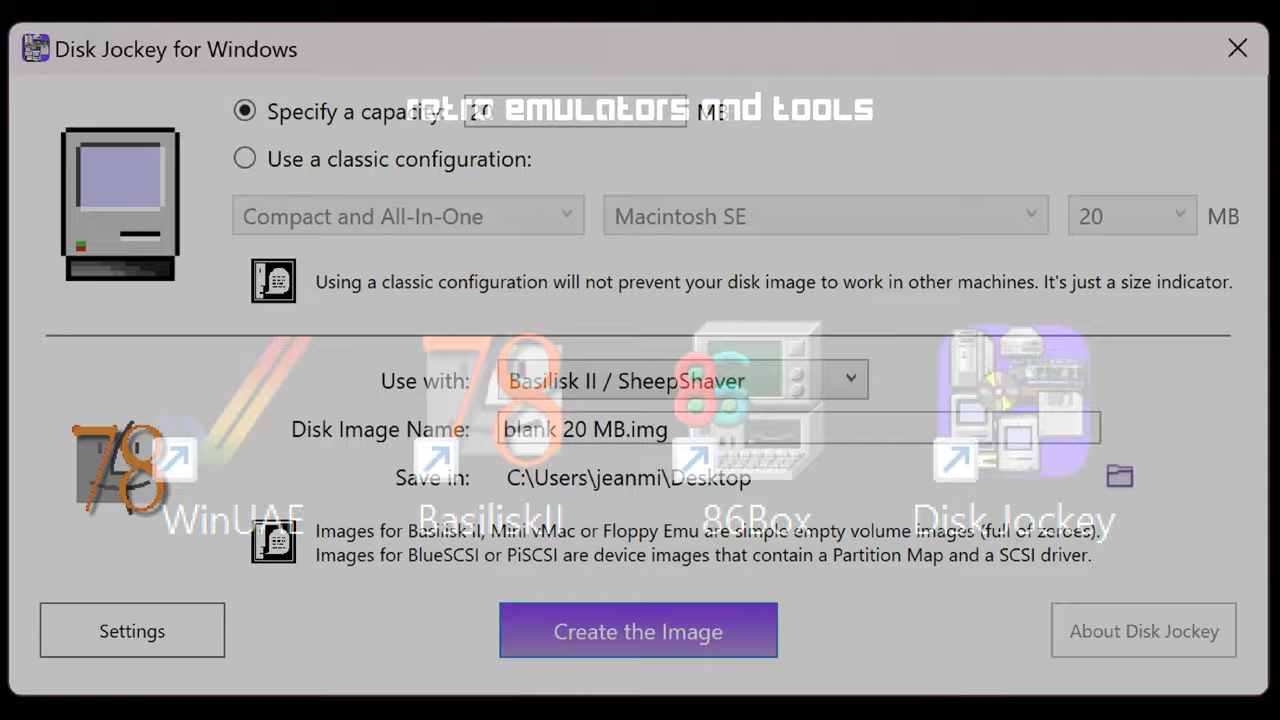 Disk Jockey for Windows
Specify a capacity: 20 MB
retro emulators and tools
Use a classic configuration:
Compact and All-In-One Macintosh SE 20 MB
Using a classic configuration will not prevent your disk image to work in other machines. It's just a size indicator.
Use with: Basilisk II / SheepShaver
Disk Image Name: blank 20 MB.img
Save in: C:\Users\jeanmi\Desktop
WinUAE BasiliskII 86Box Disk Jockey
Images for Basilisk II, Mini vMac or Floppy Emu are simple empty volume images (full of zeroes).
Images for BlueSCSI or PiSCSI are device images that contain a Partition Map and a SCSI driver.
Settings Create the Image About Disk Jockey